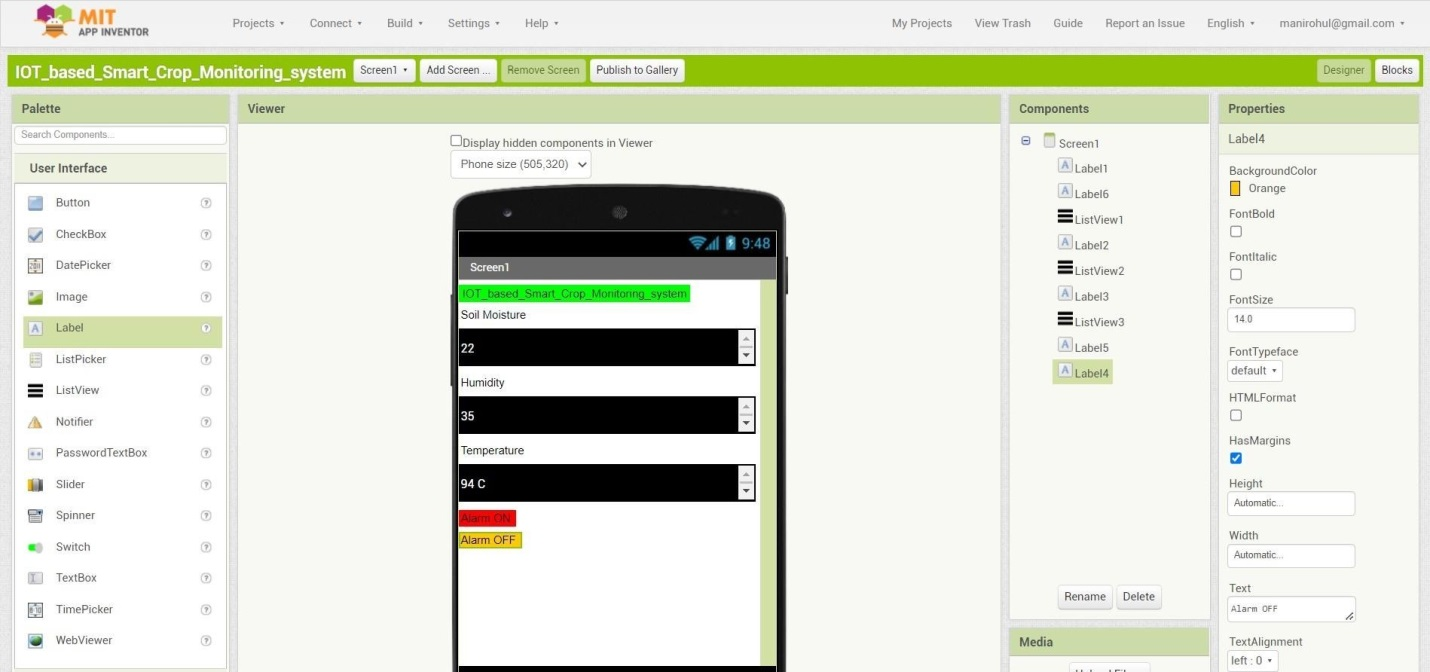 MIT
APP INVENTOR
Projects Connect Build Settings Help My Projects View Trash Guide Report an Issue English manirohul@gmail.com
IOT_based_Smart_Crop_Monitoring_system Screen1 Add Screen ... Remove Screen Publish to Gallery Designer Blocks
Palette
Search Components...
User Interface
Button
CheckBox
DatePicker
Image
Label
ListPicker
ListView
Notifier
PasswordTextBox
Slider
Spinner
Switch
TextBox
TimePicker
WebViewer
Viewer
Display hidden components in Viewer
Phone size (505,320)
9:48
Screen1
IOT_based_Smart_Crop_Monitoring_system
Soil Moisture
22
Humidity
35
Temperature
94 C
Alarm ON
Alarm OFF
Components
Screen1
Label1
Label6
ListView1
Label2
ListView2
Label3
ListView3
Label5
Label4
Rename Delete
Media
Properties
Label4
BackgroundColor
Orange
FontBold
FontItalic
FontSize
14.0
FontTypeface
default
HTMLFormat
HasMargins
Height
Automatic...
Width
Automatic...
Text
Alarm OFF
TextAlignment
left : 0